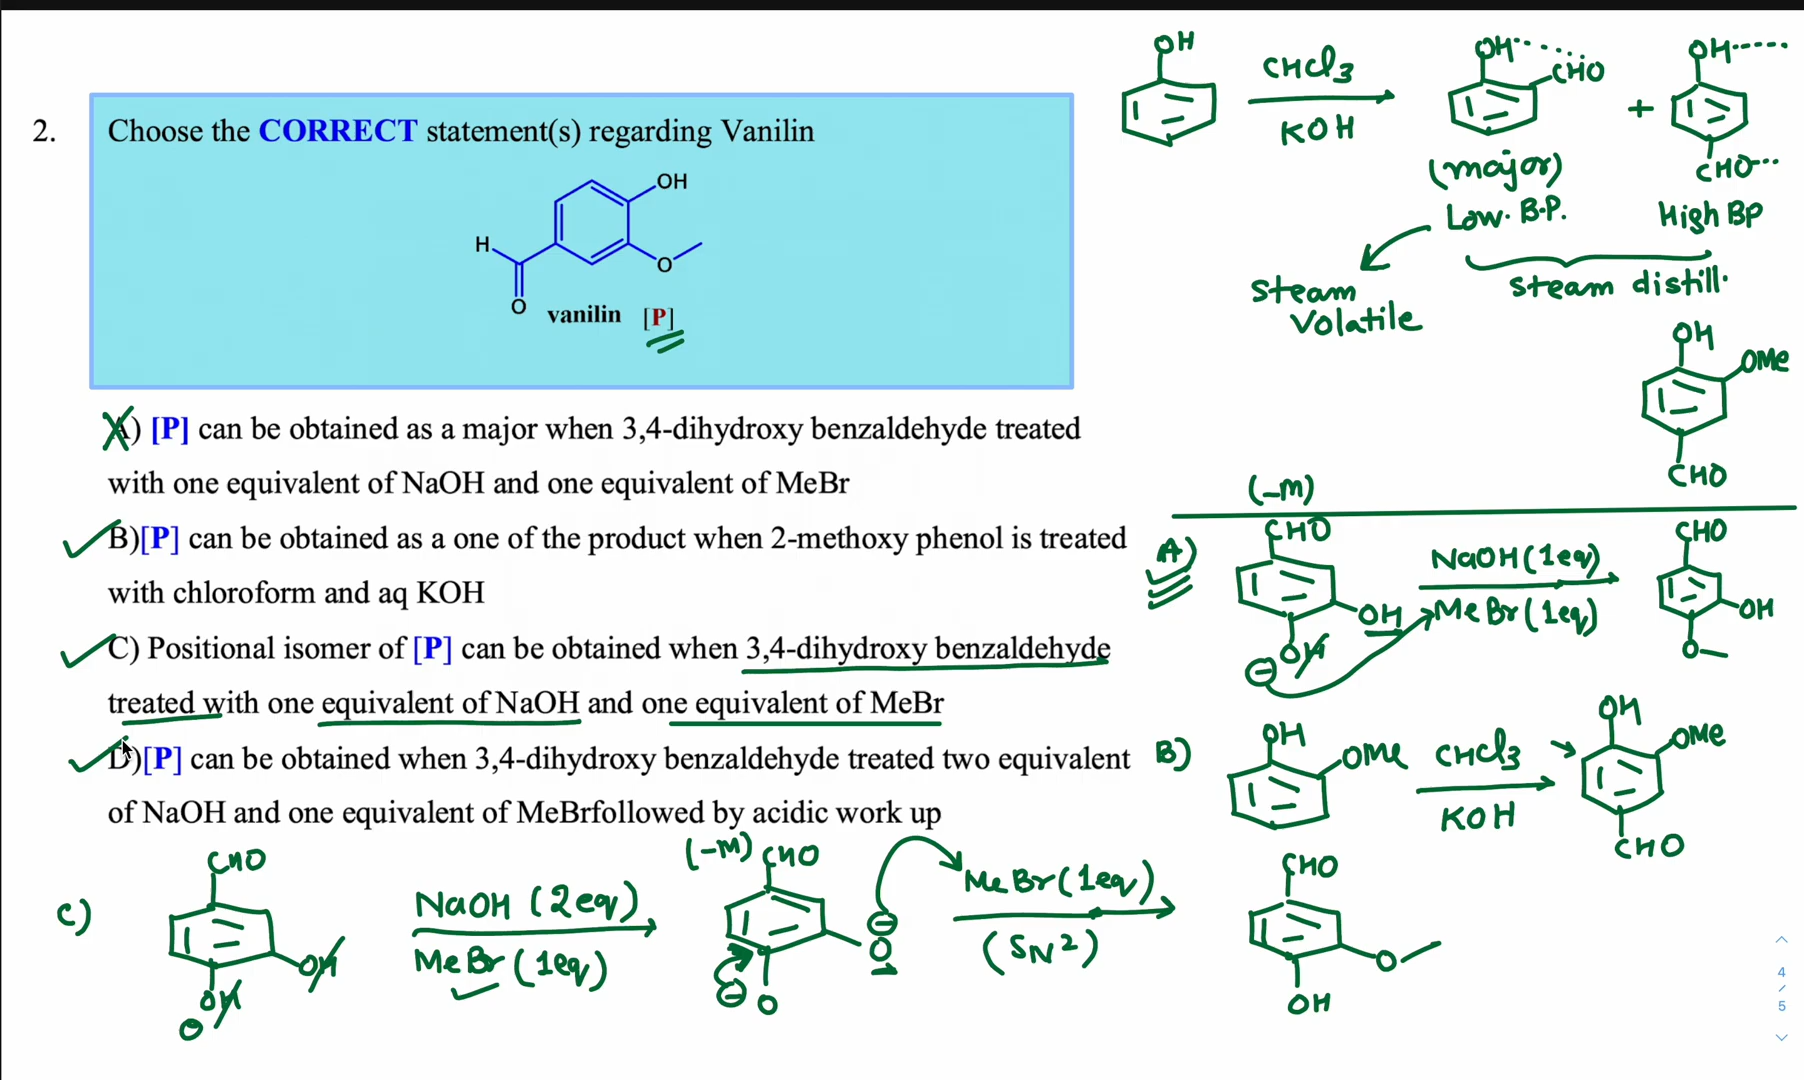 2.
Choose the CORRECT statement(s) regarding Vanilin
OH
H
O
O
vanilin [P]
A) [P] can be obtained as a major when 3,4-dihydroxy benzaldehyde treated
with one equivalent of NaOH and one equivalent of MeBr
B)[P] can be obtained as a one of the product when 2-methoxy phenol is treated
with chloroform and aq KOH
C) Positional isomer of [P] can be obtained when 3,4-dihydroxy benzaldehyde
treated with one equivalent of NaOH and one equivalent of MeBr
D)[P] can be obtained when 3,4-dihydroxy benzaldehyde treated two equivalent
of NaOH and one equivalent of MeBrfollowed by acidic work up
OH
CHCl3
KOH
OH
CHO
+
OH
CHO
(major)
Low. B.P.
High BP
Steam
Volatile
Steam distill.
OH
OMe
CHO
(-M)
A)
CHO
OH
OH
⊖
NaOH (1eq)
MeBr (1eq)
CHO
OH
O
B)
OH
OMe
CHCl3
KOH
OH
OMe
CHO
C)
CHO
OH
OH
⊖
NaOH (2eq)
MeBr (1eq)
(-M) CHO
⊖
O
⊖ O
MeBr (1eq)
(SN2)
CHO
O
OH
4
5